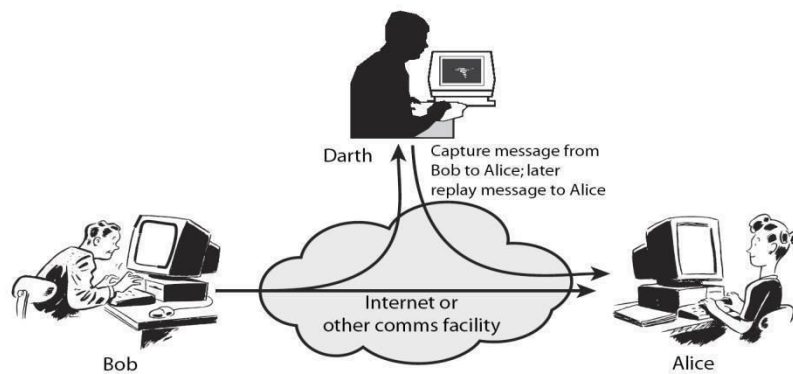 Darth
Capture message from
Bob to Alice; later
replay message to Alice
Internet or
other comms facility
Bob
Alice